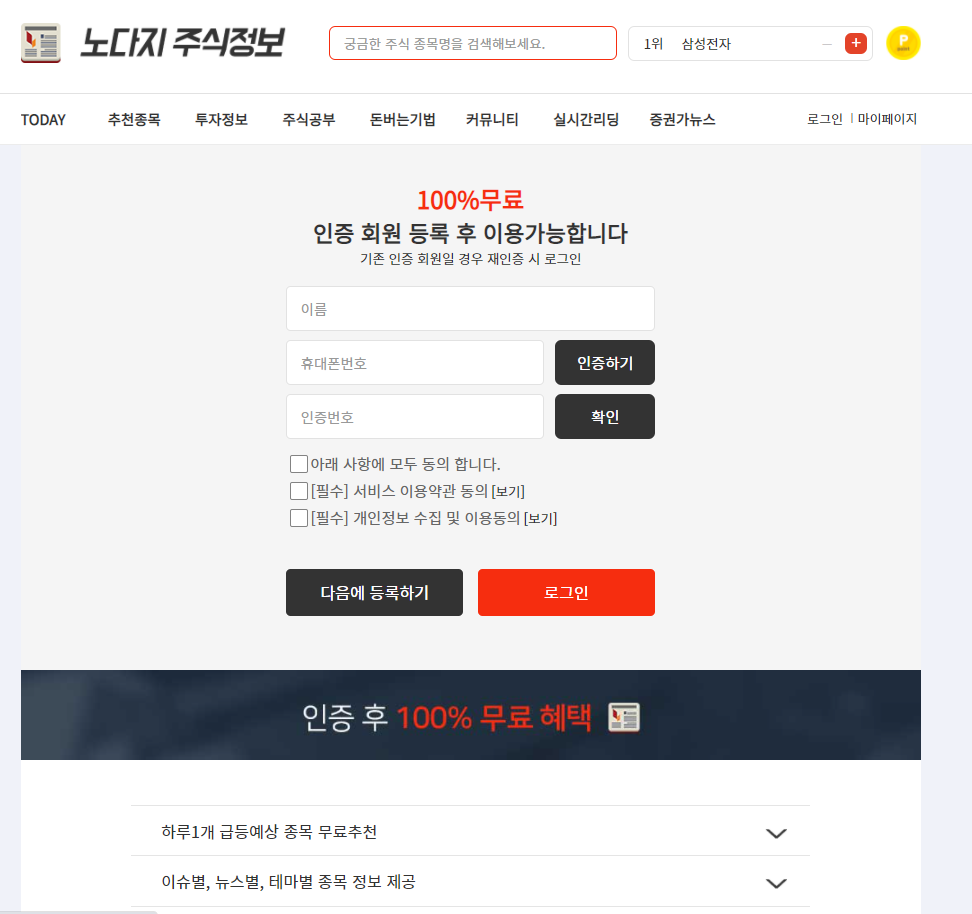 노다지 주식정보
궁금한 주식 종목명을 검색해보세요.
1위 삼성전자 – +
P
TODAY 추천종목 투자정보 주식공부 돈버는기법 커뮤니티 실시간리딩 증권가뉴스 로그인 | 마이페이지
100%무료
인증 회원 등록 후 이용가능합니다
기존 인증 회원일 경우 재인증 시 로그인
이름
휴대폰번호 인증하기
인증번호 확인
아래 사항에 모두 동의 합니다.
[필수] 서비스 이용약관 동의 [보기]
[필수] 개인정보 수집 및 이용동의 [보기]
다음에 등록하기 로그인
인증 후 100% 무료 혜택
하루1개 급등예상 종목 무료추천
이슈별, 뉴스별, 테마별 종목 정보 제공